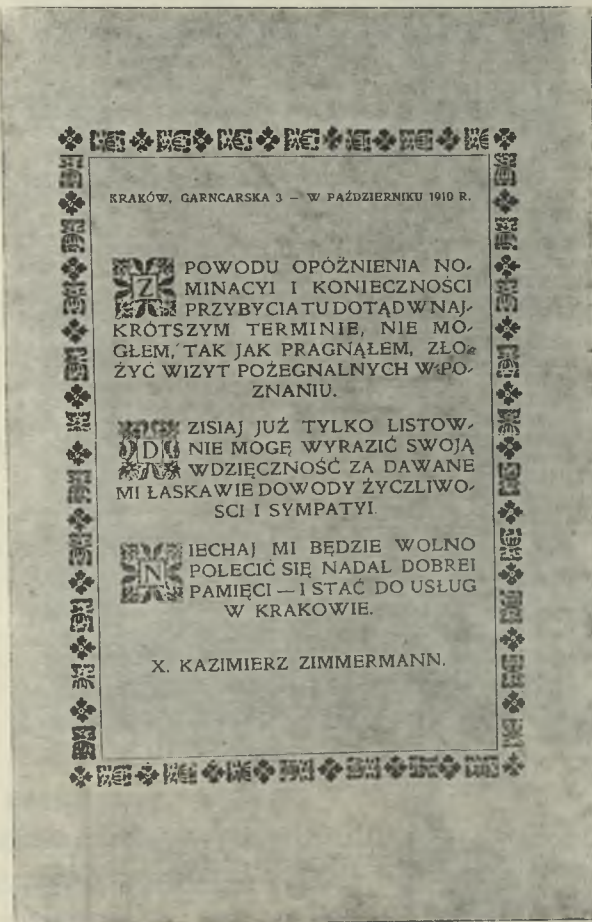 KRAKÓW, GARNCARSKA 3 – W PAŹDZIERNIKU 1910 R.
Z POWODU OPÓŹNIENIA NO-
MINACYI I KONIECZNOŚCI
PRZYBYCIA TU DOTĄD W NAJ-
KRÓTSZYM TERMINIE, NIE MO-
GŁEM, TAK JAK PRAGNĄŁEM, ZŁO-
ŻYĆ WIZYT POŻEGNALNYCH W PO-
ZNANIU.
DZISIAJ JUŻ TYLKO LISTOW-
NIE MOGĘ WYRAZIĆ SWOJĄ
WDZIĘCZNOŚĆ ZA DAWANE
MI ŁASKAWIE DOWODY ŻYCZLIWO-
SCI I SYMPATYI
NIECHAJ MI BĘDZIE WOLNO
POLECIĆ SIĘ NADAL DOBREJ
PAMIĘCI — I STAĆ DO USŁUG
W KRAKOWIE.
X. KAZIMIERZ ZIMMERMANN.